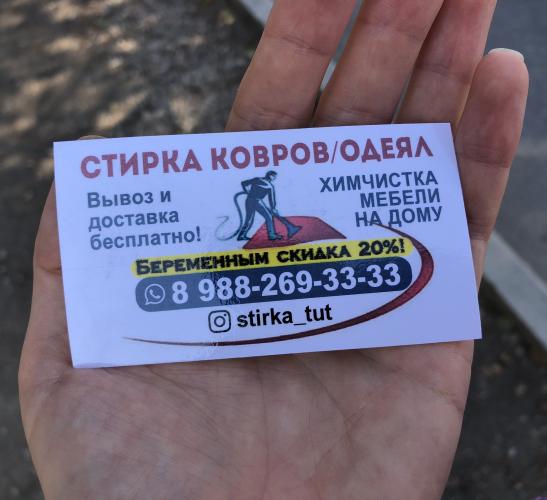 СТИРКА КОВРОВ/ОДЕЯЛ
Вывоз и
доставка
бесплатно!
ХИМЧИСТКА
МЕБЕЛИ
НА ДОМУ
БЕРЕМЕННЫМ СКИДКА 20%!
8 988-269-33-33
stirka_tut